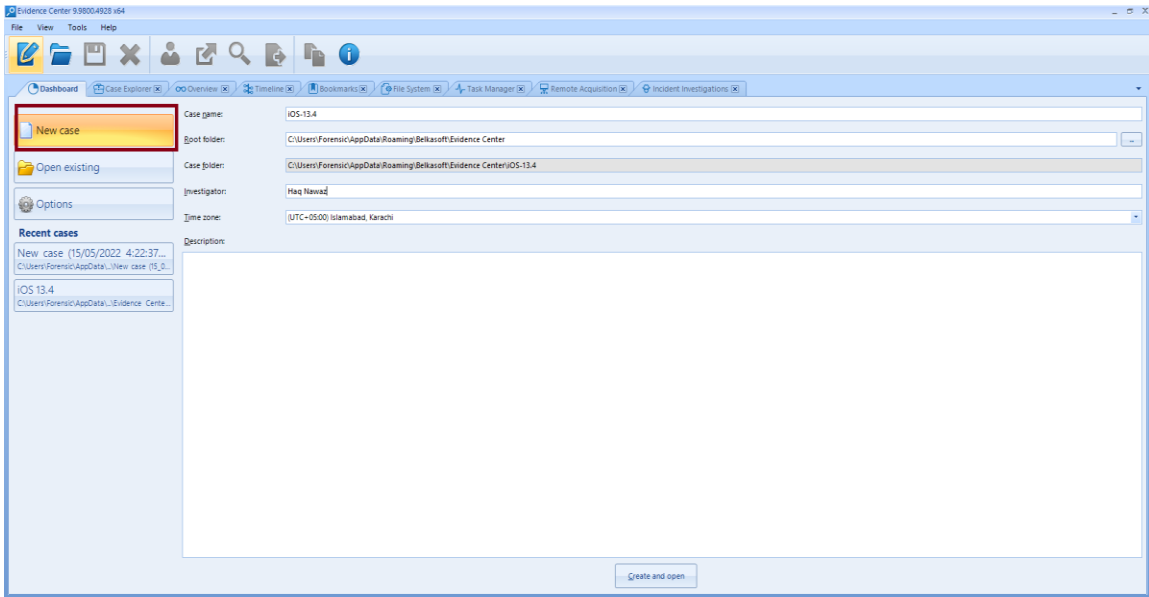 Evidence Center 9.9800.4928 x64
File View Tools Help
Dashboard Case Explorer Overview Timeline Bookmarks File System Task Manager Remote Acquisition Incident Investigations
New case
Open existing
Options
Recent cases
New case (15/05/2022 4:22:37...
C:\Users\Forensic\AppData\...\New case (15_0...
iOS 13.4
C:\Users\Forensic\AppData\...\Evidence Cente...
Case name: iOS-13.4
Root folder: C:\Users\Forensic\AppData\Roaming\Belkasoft\Evidence Center ...
Case folder: C:\Users\Forensic\AppData\Roaming\Belkasoft\Evidence Center\iOS-13.4
Investigator: Haq Nawaz
Time zone: (UTC+05:00) Islamabad, Karachi
Description:
Create and open